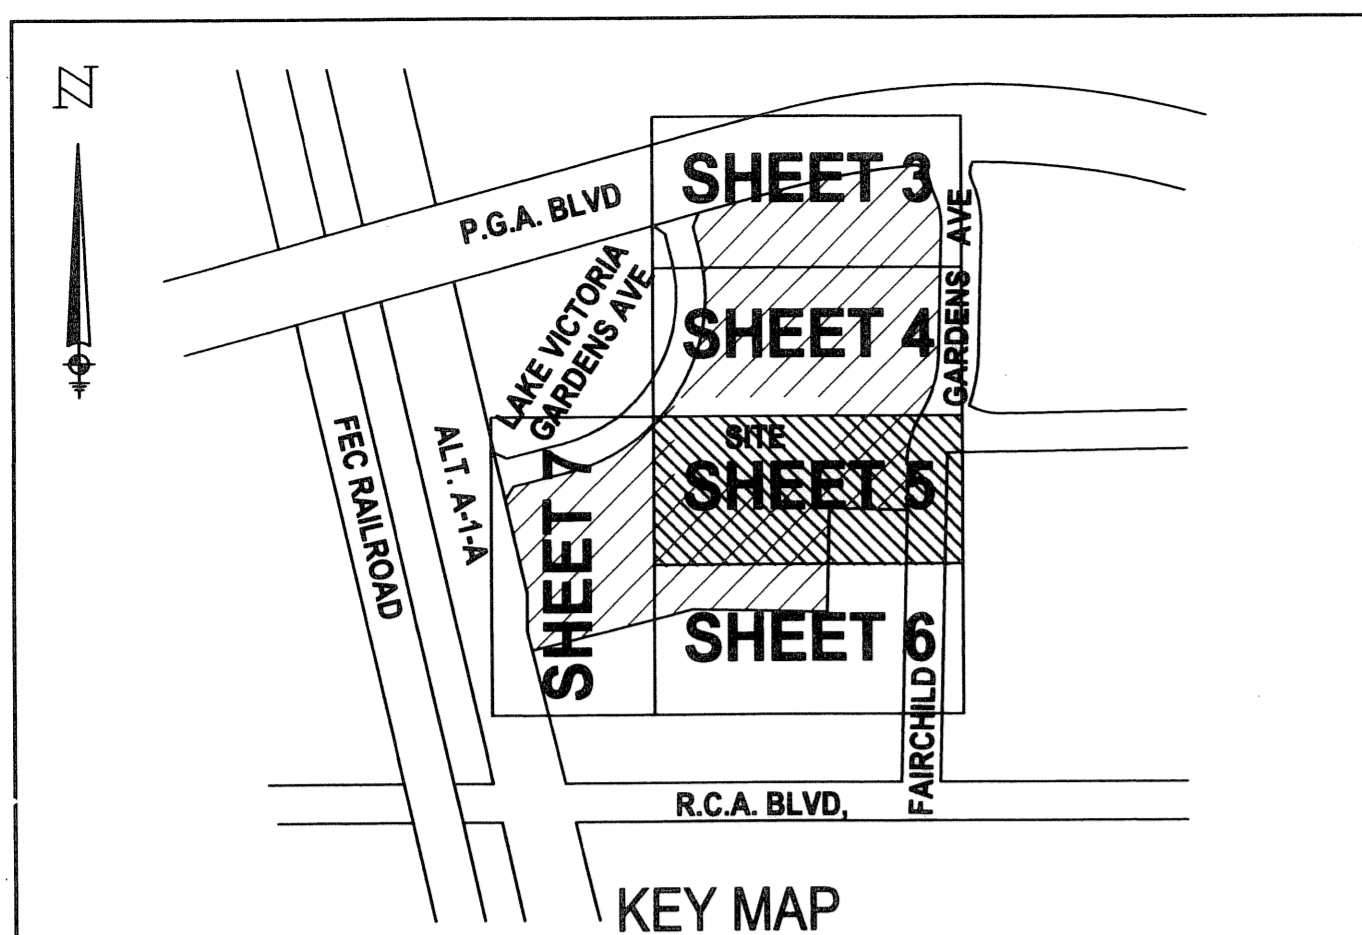 N
SHEET 3
P.G.A. BLVD
GARDENS AVE
LAKE VICTORIA
GARDENS AVE
SHEET 4
FEC RAILROAD
ALT. A-1-A
SITE
SHEET 5
SHEET 7
SHEET 6
FAIRCHILD
R.C.A. BLVD,
KEY MAP